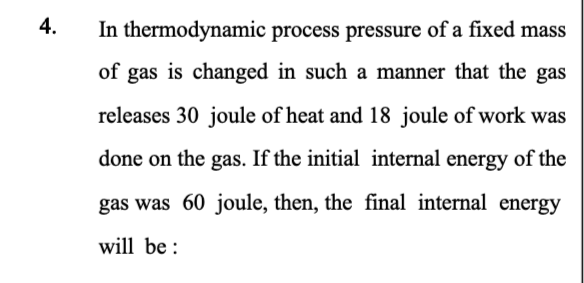 4. In thermodynamic process pressure of a fixed mass
of gas is changed in such a manner that the gas
releases 30 joule of heat and 18 joule of work was
done on the gas. If the initial internal energy of the
gas was 60 joule, then, the final internal energy
will be :